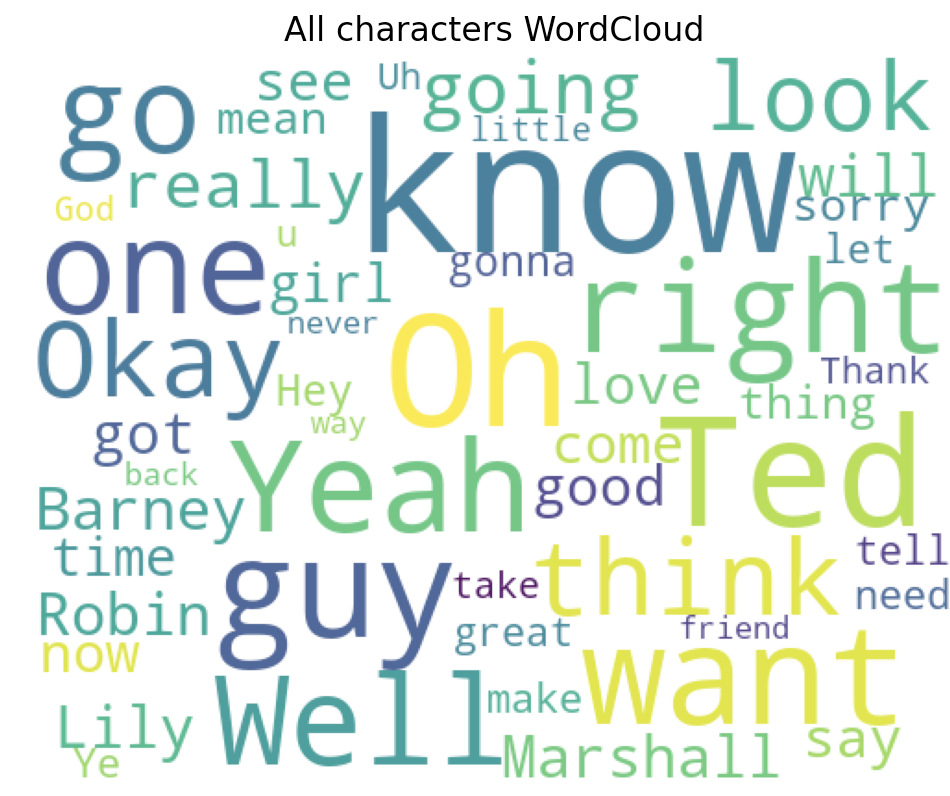 All characters WordCloud
go
see
Uh
going
look
mean
little
know
really
will
sorry
God
one
u
girl
gonna
let
right
never
Okay
Oh
Hey
love
Thank
thing
way
got
Yeah
come
Ted
back
good
Barney
time
guy
take
think
tell
need
Robin
great
friend
now
Well
make
want
Lily
Ye
Marshall
say